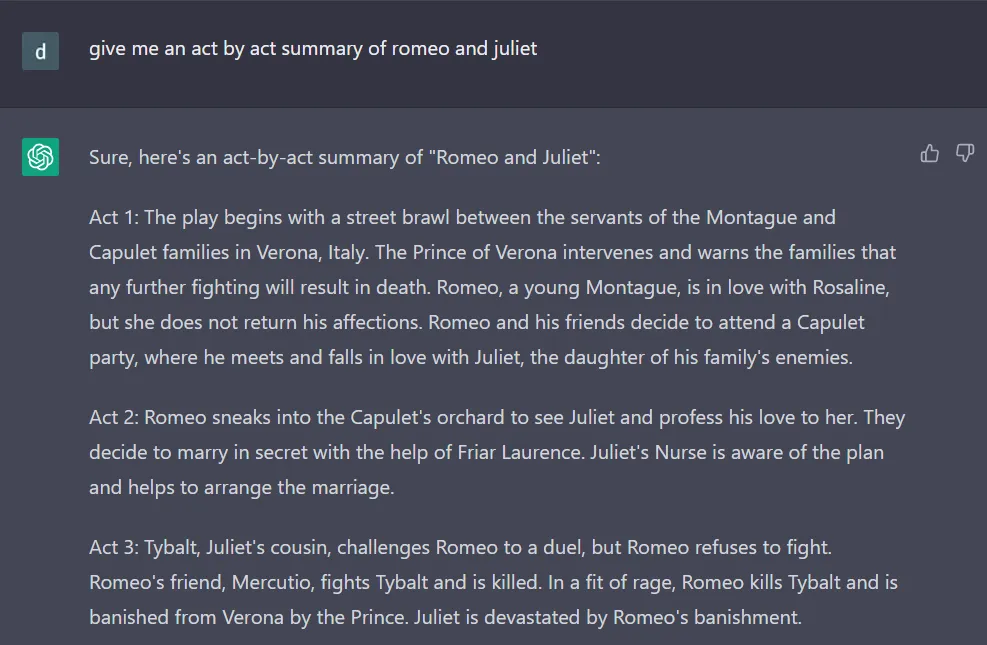 d
give me an act by act summary of romeo and juliet
Sure, here's an act-by-act summary of "Romeo and Juliet":
Act 1: The play begins with a street brawl between the servants of the Montague and
Capulet families in Verona, Italy. The Prince of Verona intervenes and warns the families that
any further fighting will result in death. Romeo, a young Montague, is in love with Rosaline,
but she does not return his affections. Romeo and his friends decide to attend a Capulet
party, where he meets and falls in love with Juliet, the daughter of his family's enemies.
Act 2: Romeo sneaks into the Capulet's orchard to see Juliet and profess his love to her. They
decide to marry in secret with the help of Friar Laurence. Juliet's Nurse is aware of the plan
and helps to arrange the marriage.
Act 3: Tybalt, Juliet's cousin, challenges Romeo to a duel, but Romeo refuses to fight.
Romeo's friend, Mercutio, fights Tybalt and is killed. In a fit of rage, Romeo kills Tybalt and is
banished from Verona by the Prince. Juliet is devastated by Romeo's banishment.